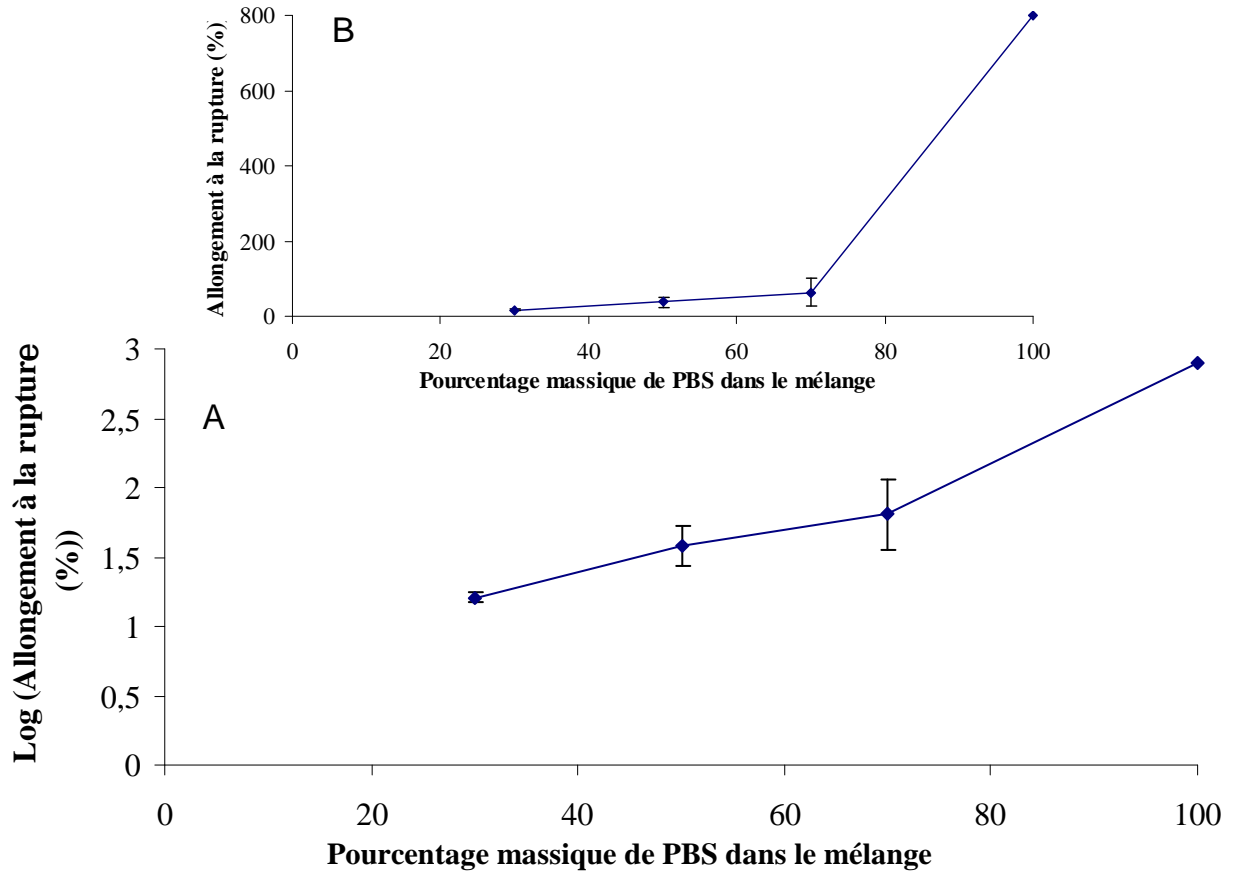 B
Allongement à la rupture (%)
800
600
400
200
0
0 20 40 60 80 100
Pourcentage massique de PBS dans le mélange
A
Log (Allongement à la rupture
(%))
3
2,5
2
1,5
1
0,5
0
0 20 40 60 80 100
Pourcentage massique de PBS dans le mélange